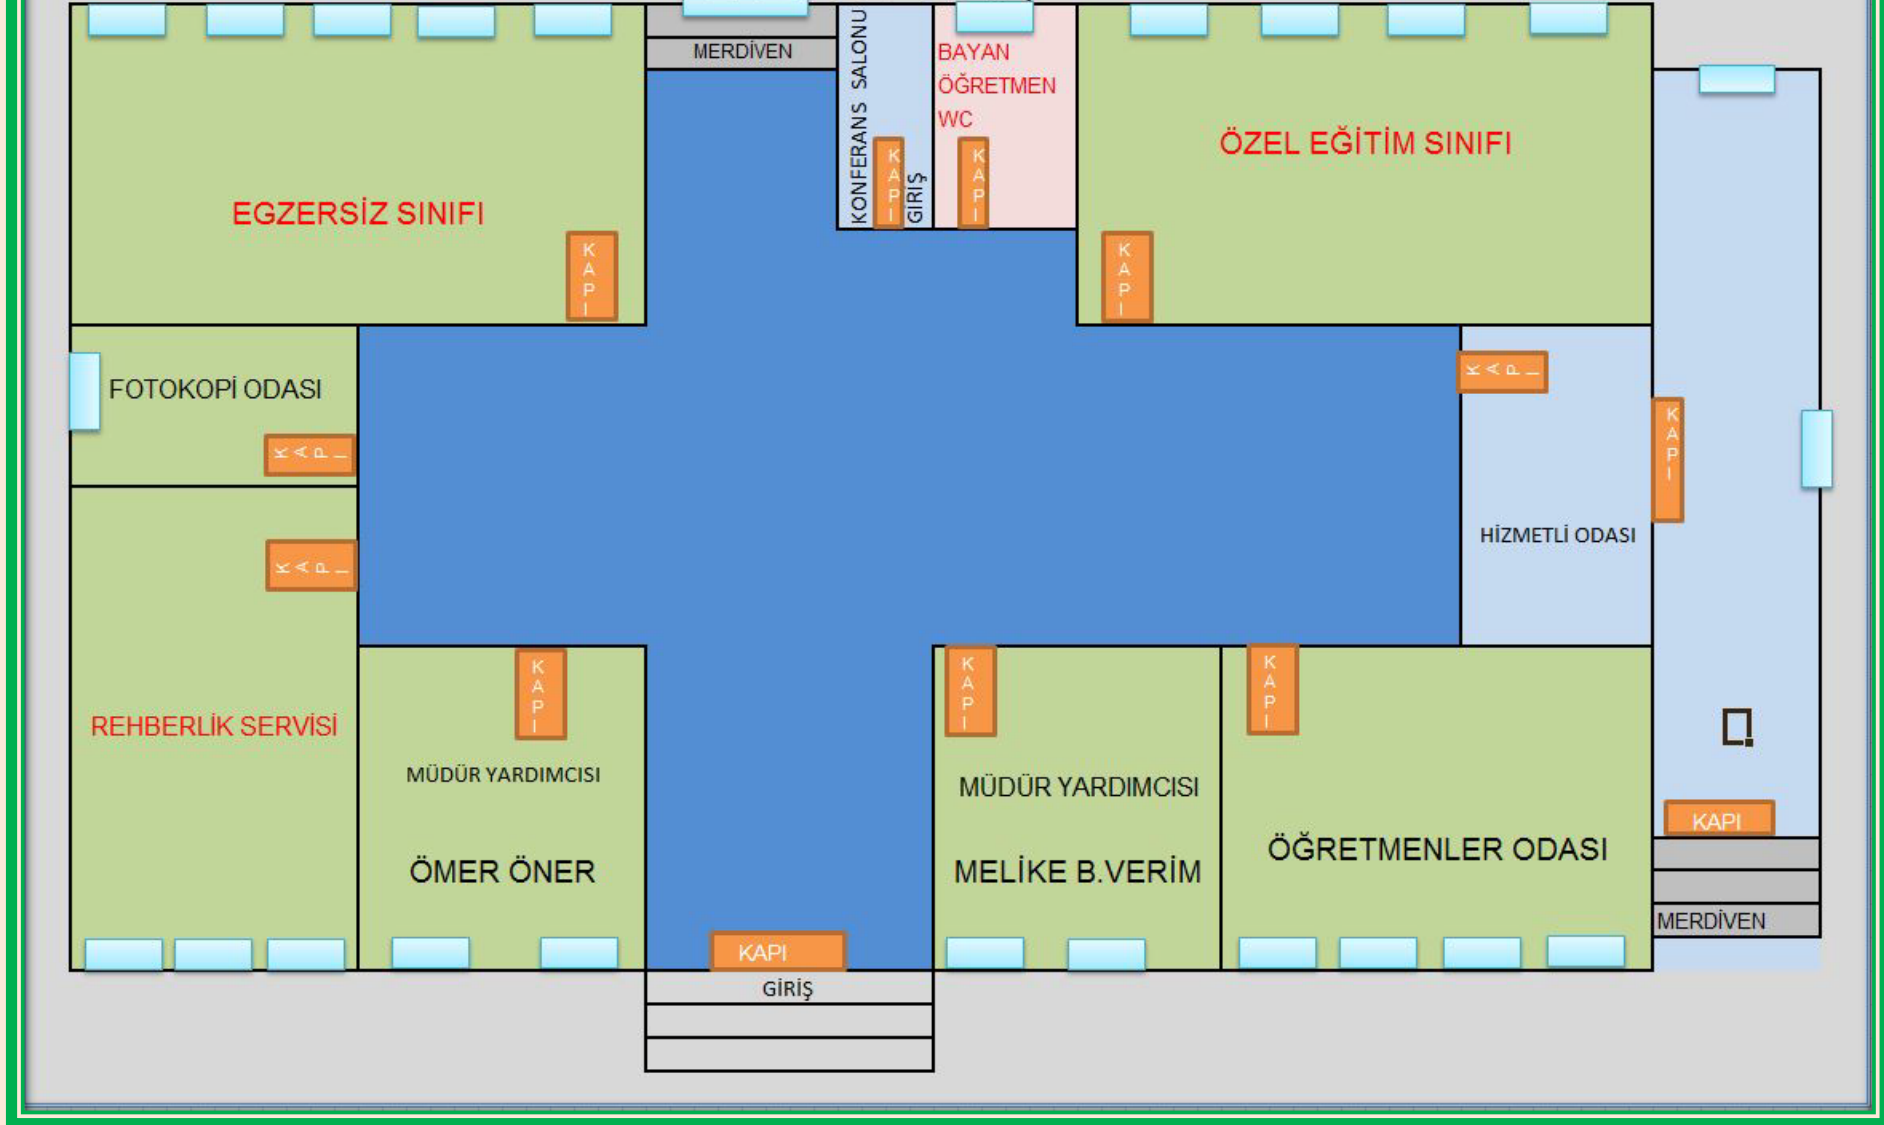 MERDİVEN
KONFERANS SALONU
GİRİŞ
KAPI
BAYAN
ÖĞRETMEN
WC
KAPI
ÖZEL EĞİTİM SINIFI
EGZERSİZ SINIFI
KAPI
KAPI
FOTOKOPİ ODASI
KAPI
KAPI
KAPI
HİZMETLİ ODASI
KAPI
REHBERLİK SERVİSİ
KAPI
MÜDÜR YARDIMCISI
ÖMER ÖNER
KAPI
MÜDÜR YARDIMCISI
MELİKE B.VERİM
KAPI
ÖĞRETMENLER ODASI
KAPI
MERDİVEN
KAPI
GİRİŞ